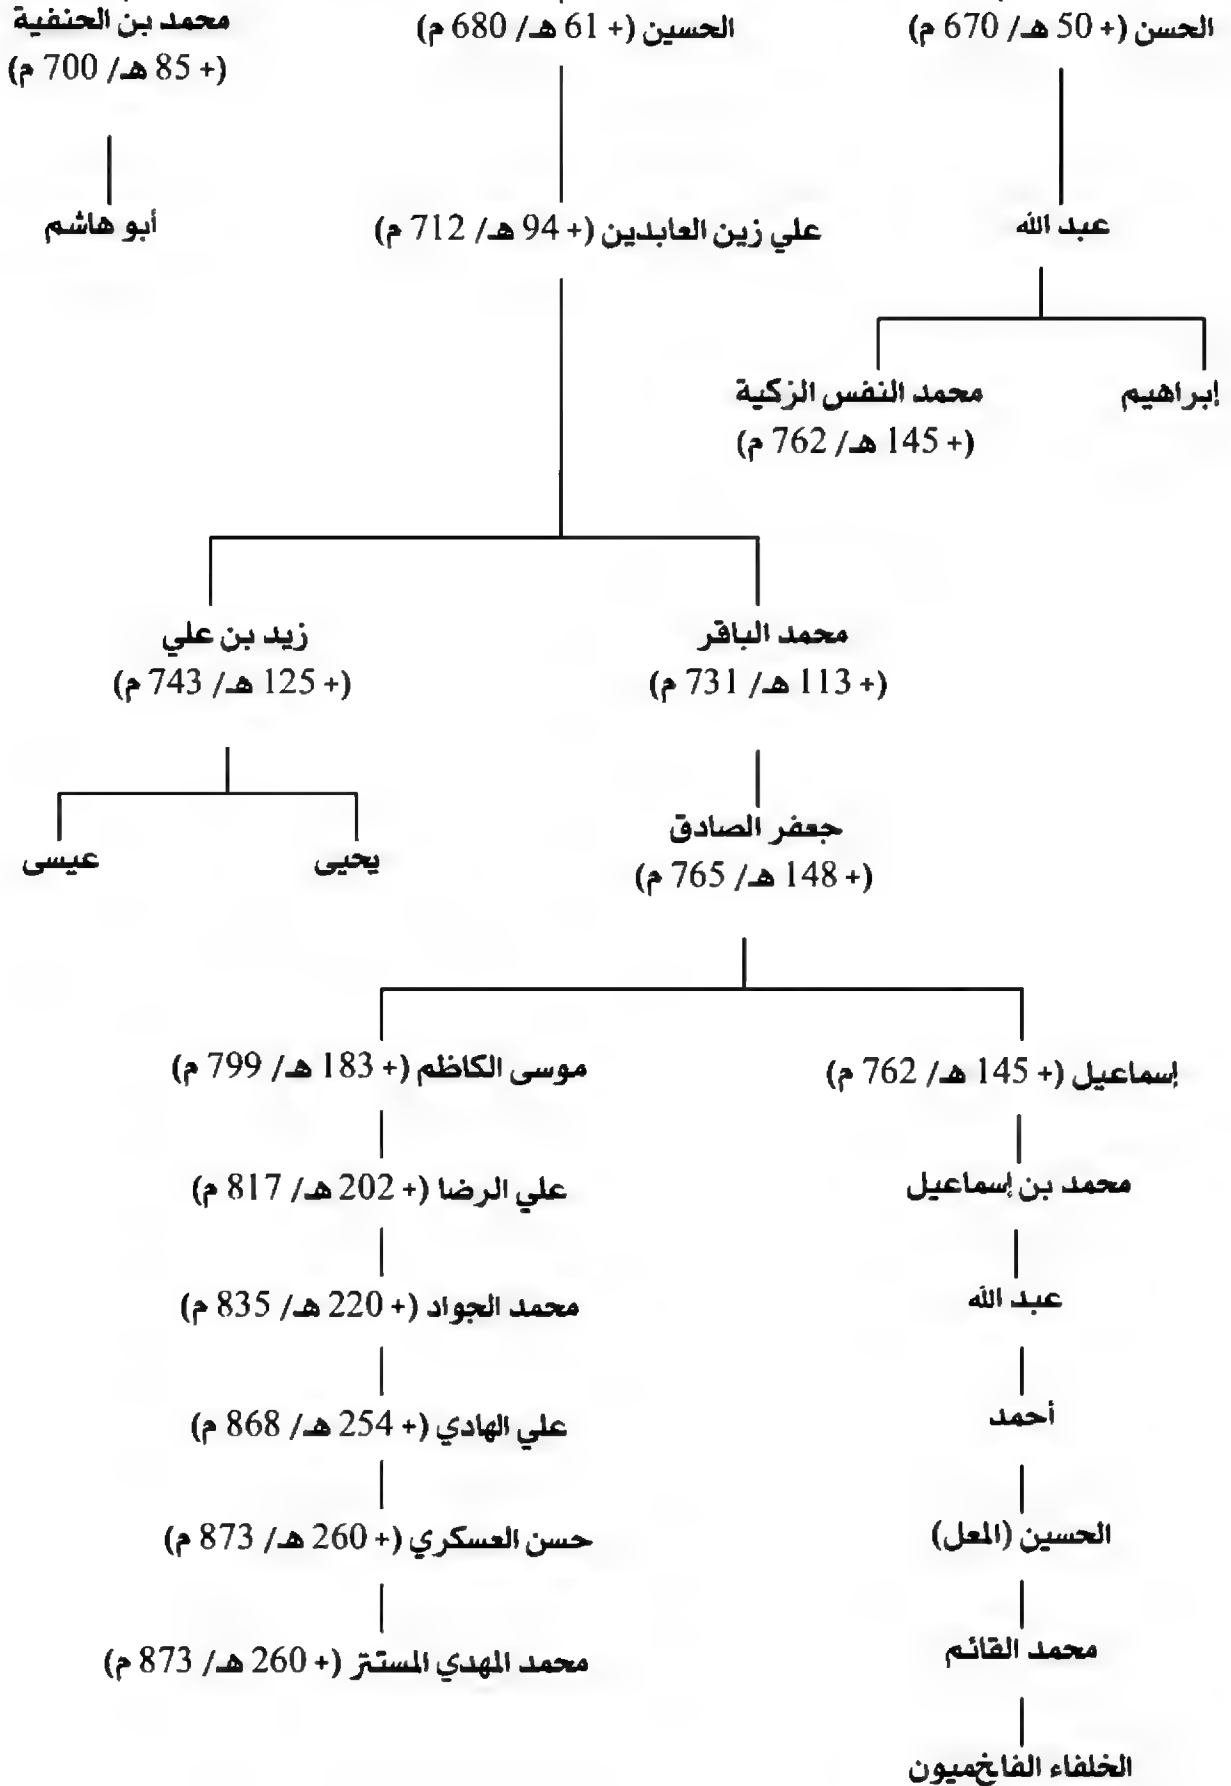 الحسن (+ 50 هـ/ 670 م)
الحسين (+ 61 هـ/ 680 م)
محمد بن الحنفية
(+ 85 هـ/ 700 م)
عبد الله
علي زين العابدين (+ 94 هـ/ 712 م)
أبو هاشم
إبراهيم
محمد النفس الزكية
(+ 145 هـ/ 762 م)
محمد الباقر
(+ 113 هـ/ 731 م)
زيد بن علي
(+ 125 هـ/ 743 م)
جعفر الصادق
(+ 148 هـ/ 765 م)
يحيى
عيسى
إسماعيل (+ 145 هـ/ 762 م)
موسى الكاظم (+ 183 هـ/ 799 م)
محمد بن إسماعيل
علي الرضا (+ 202 هـ/ 817 م)
عبد الله
محمد الجواد (+ 220 هـ/ 835 م)
أحمد
علي الهادي (+ 254 هـ/ 868 م)
الحسين (المعل)
حسن العسكري (+ 260 هـ/ 873 م)
محمد القائم
محمد المهدي المستتر (+ 260 هـ/ 873 م)
الخلفاء الفاخميون